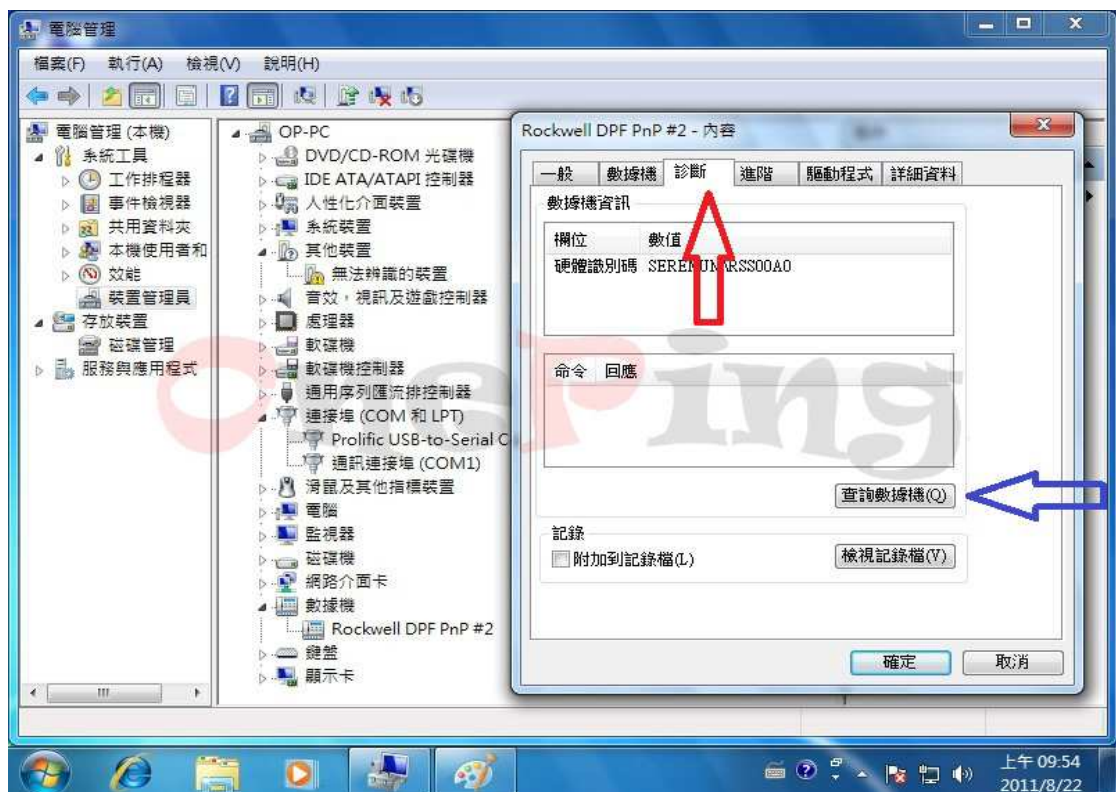 電腦管理
檔案(F) 執行(A) 檢視(V) 說明(H)
電腦管理 (本機)
系統工具
工作排程器
事件檢視器
共用資料夾
本機使用者和
效能
裝置管理員
存放裝置
磁碟管理
服務與應用程式
OP-PC
DVD/CD-ROM 光碟機
IDE ATA/ATAPI 控制器
人性化介面裝置
系統裝置
其他裝置
無法辨識的裝置
音效，視訊及遊戲控制器
處理器
軟碟機
軟碟機控制器
通用序列匯流排控制器
連接埠 (COM 和 LPT)
Prolific USB-to-Serial C
通訊連接埠 (COM1)
滑鼠及其他指標裝置
電腦
監視器
磁碟機
網路介面卡
數據機
Rockwell DPF PnP #2
鍵盤
顯示卡
Rockwell DPF PnP #2 - 內容
一般 數據機 診斷 進階 驅動程式 詳細資料
數據機資訊
欄位 數值
硬體識別碼
命令 回應
查詢數據機(Q)
記錄
附加到記錄檔(L) 檢視記錄檔(V)
確定 取消
OnePing
上午 09:54
2011/8/22